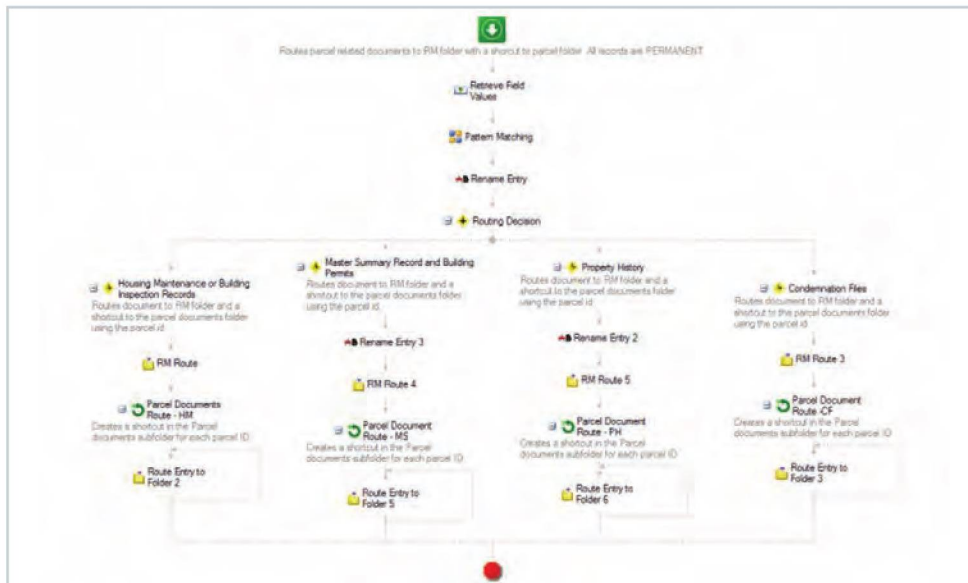 Routes parcel related documents to RM folder with a shorcut to parcel folder. All records are PERMANENT
Retrieve Field
Values
Pattern Matching
Rename Entry
Routing Decision
Housing Maintenance or Building
Inspection Records
Routes document to RM folder and a
shortcut to the parcel documents folder
using the parcel id.
RM Route
Parcel Documents
Route - HM
Creates a shortcut in the Parcel
documents subfolder for each parcel ID.
Route Entry to
Folder 2
Master Summary Record and Building
Permits
Routes document to RM folder and a
shortcut to the parcel documents folder
using the parcel id.
Rename Entry 3
RM Route 4
Parcel Document
Route - MS
Creates a shortcut in the Parcel
documents subfolder for each parcel ID.
Route Entry to
Folder 5
Property History
Routes document to RM folder and a
shortcut to the parcel documents folder
using the parcel id.
Rename Entry 2
RM Route 5
Parcel Document
Route - PH
Creates a shortcut in the Parcel
documents subfolder for each parcel ID.
Route Entry to
Folder 6
Condemnation Files
Routes document to RM folder and a
shortcut to the parcel documents folder
using the parcel id.
RM Route 3
Parcel Document
Route -CF
Creates a shortcut in the Parcel
documents subfolder for each parcel ID.
Route Entry to
Folder 3